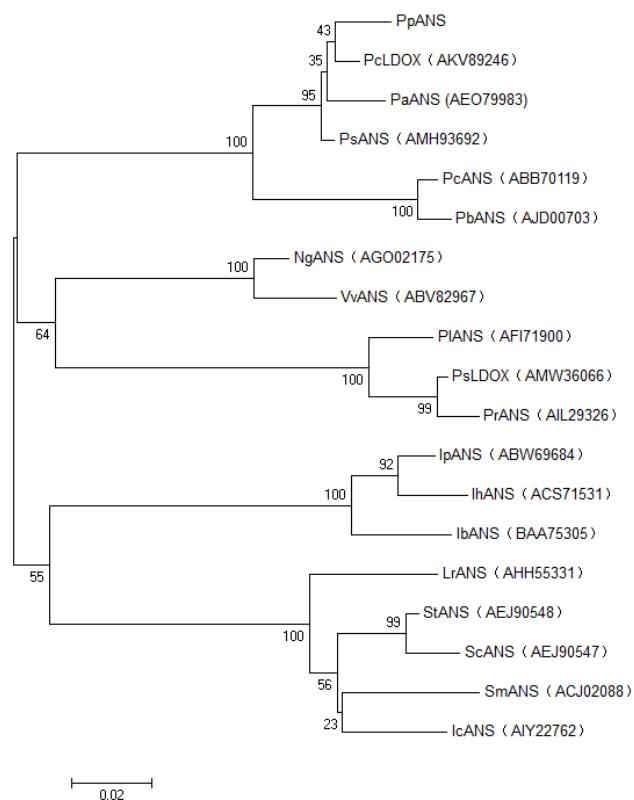 43
PpANS
35
PcLDOX（AKV89246）
95
PaANS (AEO79983)
PsANS（AMH93692）
100
PcANS（ABB70119）
100
PbANS（AJD00703）
100
NgANS（AGO02175）
VvANS（ABV82967）
64
PlANS（AFI71900）
100
PsLDOX（AMW36066）
99
PrANS（AIL29326）
92
IpANS（ABW69684）
100
IhANS（ACS71531）
IbANS（BAA75305）
55
LrANS（AHH55331）
100
99
StANS（AEJ90548）
ScANS（AEJ90547）
56
SmANS（ACJ02088）
23
IcANS（AIY22762）
0.02